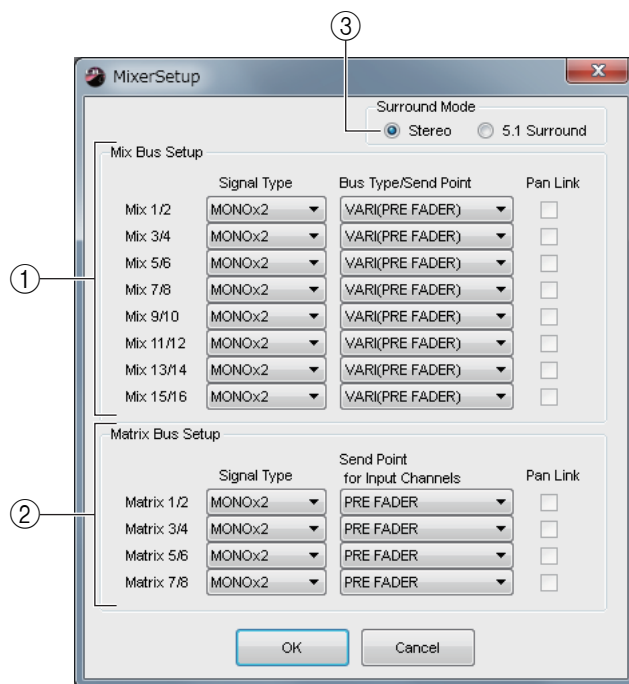 ③
MixerSetup
Surround Mode
Stereo 5.1 Surround
①
Mix Bus Setup
Signal Type Bus Type/Send Point Pan Link
Mix 1/2 MONOx2 VARI(PRE FADER)
Mix 3/4 MONOx2 VARI(PRE FADER)
Mix 5/6 MONOx2 VARI(PRE FADER)
Mix 7/8 MONOx2 VARI(PRE FADER)
Mix 9/10 MONOx2 VARI(PRE FADER)
Mix 11/12 MONOx2 VARI(PRE FADER)
Mix 13/14 MONOx2 VARI(PRE FADER)
Mix 15/16 MONOx2 VARI(PRE FADER)
②
Matrix Bus Setup
Signal Type Send Point for Input Channels Pan Link
Matrix 1/2 MONOx2 PRE FADER
Matrix 3/4 MONOx2 PRE FADER
Matrix 5/6 MONOx2 PRE FADER
Matrix 7/8 MONOx2 PRE FADER
OK Cancel